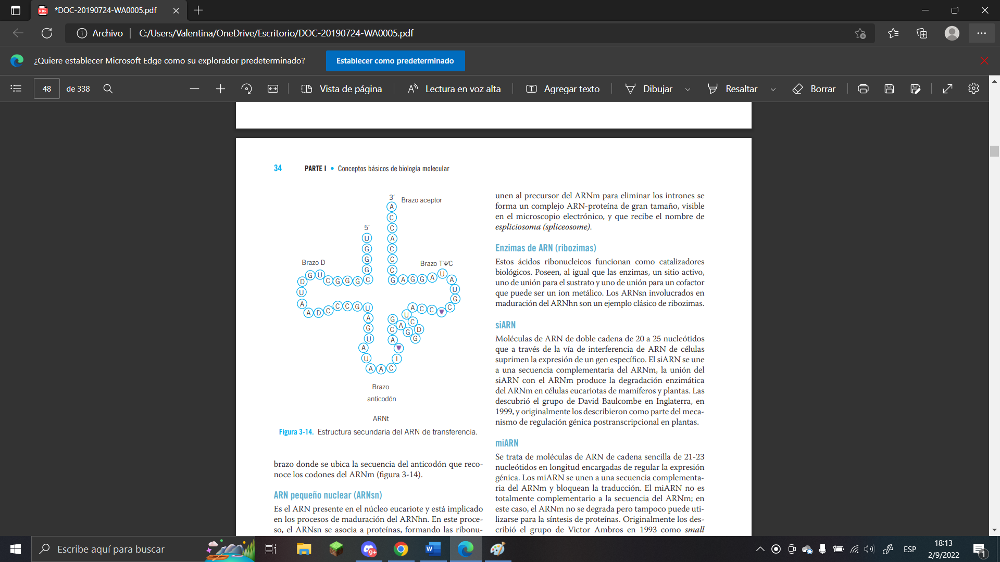 *DOC-20190724-WA0005.pdf
Archivo
C:/Users/Valentina/OneDrive/Escritorio/DOC-20190724-WA0005.pdf
¿Quiere establecer Microsoft Edge como su explorador predeterminado?
Establecer como predeterminado
48 de 338
Vista de página
Lectura en voz alta
Agregar texto
Dibujar
Resaltar
Borrar
34 PARTE I • Conceptos básicos de biología molecular
3´
Brazo aceptor
A
C
C
A
C
C
C
G
5´
U
G
G
G
C
Brazo D
C G G G
U
G
D
U
A
A
D
C
C C G U
A
G
U
A
U
A
A
C
I
Ψ
A
C
G
A
G
G
D
C
U
A
C
C
Ψ
C
G
U
A
U
A
G
G
A
Brazo TΨC
Brazo
anticodón
ARNt
Figura 3-14. Estructura secundaria del ARN de transferencia.
brazo donde se ubica la secuencia del anticodón que reco-
noce los codones del ARNm (figura 3-14).
ARN pequeño nuclear (ARNsn)
Es el ARN presente en el núcleo eucariote y está implicado
en los procesos de maduración del ARNhn. En este proce-
so, el ARNsn se asocia a proteínas, formando las ribonu-
unen al precursor del ARNm para eliminar los intrones se
forma un complejo ARN-proteína de gran tamaño, visible
en el microscopio electrónico, y que recibe el nombre de
espliciosoma (spliceosome).
Enzimas de ARN (ribozimas)
Estos ácidos ribonucleicos funcionan como catalizadores
biológicos. Poseen, al igual que las enzimas, un sitio activo,
uno de unión para el sustrato y uno de unión para un cofactor
que puede ser un ion metálico. Los ARNsn involucrados en
maduración del ARNhn son un ejemplo clásico de ribozimas.
siARN
Moléculas de ARN de doble cadena de 20 a 25 nucleótidos
que a través de la vía de interferencia de ARN de células
suprimen la expresión de un gen específico. El siARN se une
a una secuencia complementaria del ARNm, la unión del
siARN con el ARNm produce la degradación enzimática
del ARNm en células eucariotas de mamíferos y plantas. Las
descubrió el grupo de David Baulcombe en Inglaterra, en
1999, y originalmente los describieron como parte del meca-
nismo de regulación génica postranscripcional en plantas.
miARN
Se trata de moléculas de ARN de cadena sencilla de 21-23
nucleótidos en longitud encargadas de regular la expresión
génica. Los miARN se unen a una secuencia complementa-
ria del ARNm y bloquean la traducción. El miARN no es
totalmente complementario a la secuencia del ARNm; en
este caso, el ARNm no se degrada pero tampoco puede uti-
lizarse para la síntesis de proteínas. Originalmente los des-
cribió el grupo de Victor Ambros en 1993 como small
Escribe aquí para buscar
9+
ESP
18:13
2/9/2022
1